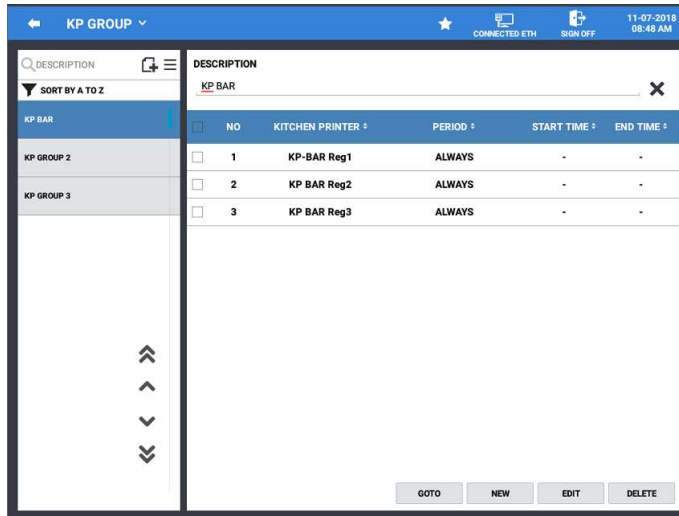 KP GROUP
CONNECTED ETH
SIGN OFF
11-07-2018
08:48 AM
DESCRIPTION
SORT BY A TO Z
KP BAR
KP GROUP 2
KP GROUP 3
DESCRIPTION
KP BAR
NO KITCHEN PRINTER PERIOD START TIME END TIME
1 KP-BAR Reg1 ALWAYS - -
2 KP BAR Reg2 ALWAYS - -
3 KP BAR Reg3 ALWAYS - -
GOTO NEW EDIT DELETE